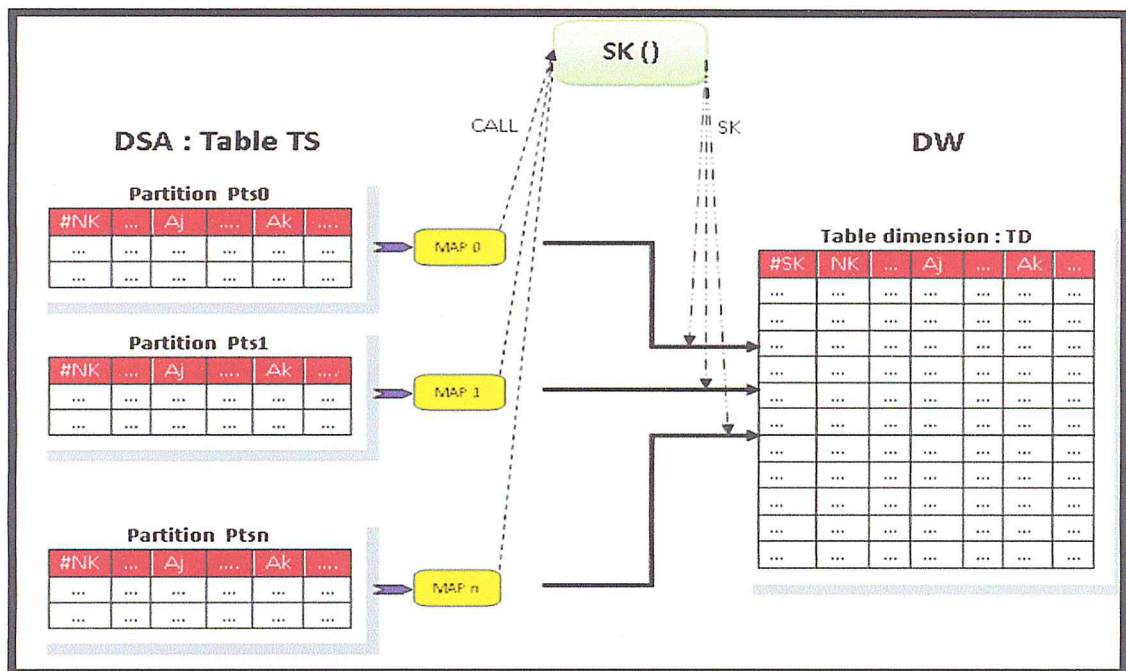 SK ()
CALL
SK
DSA : Table TS
DW
Partition Pts0
#NK ... Aj .... Ak ....
... ... ... ... ... ...
... ... ... ... ... ...
MAP 0
Partition Pts1
#NK ... Aj .... Ak ....
... ... ... ... ... ...
... ... ... ... ... ...
MAP 1
Partition Ptsn
#NK ... Aj .... Ak ....
... ... ... ... ... ...
... ... ... ... ... ...
MAP n
Table dimension : TD
#SK NK ... Aj ... Ak ...
... ... ... ... ... ... ...
... ... ... ... ... ... ...
... ... ... ... ... ... ...
... ... ... ... ... ... ...
... ... ... ... ... ... ...
... ... ... ... ... ... ...
... ... ... ... ... ... ...
... ... ... ... ... ... ...
... ... ... ... ... ... ...
... ... ... ... ... ... ...
... ... ... ... ... ... ...